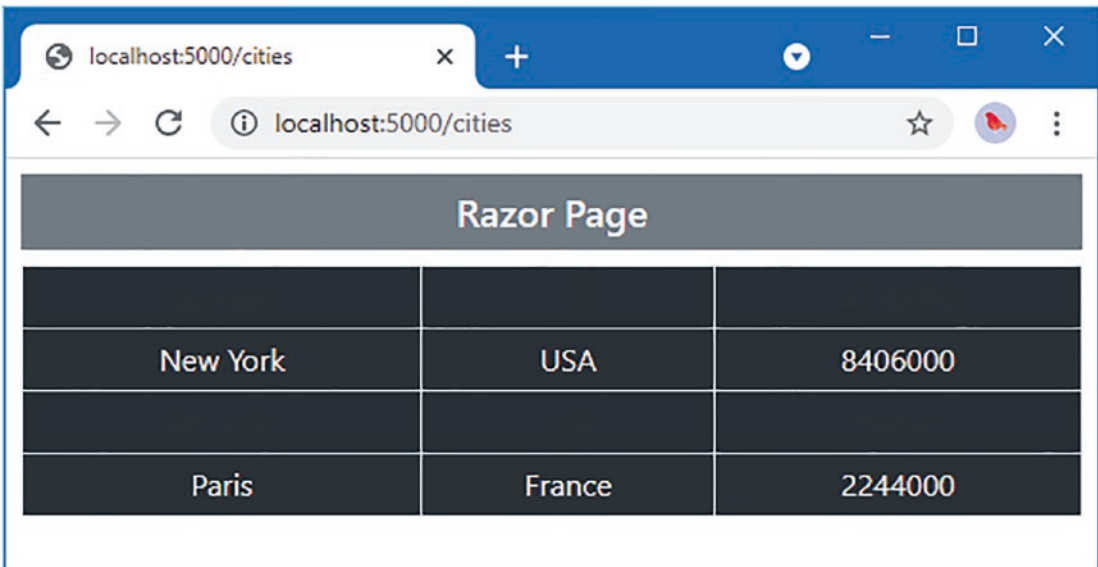 localhost:5000/cities
localhost:5000/cities
Razor Page
New York USA 8406000
Paris France 2244000